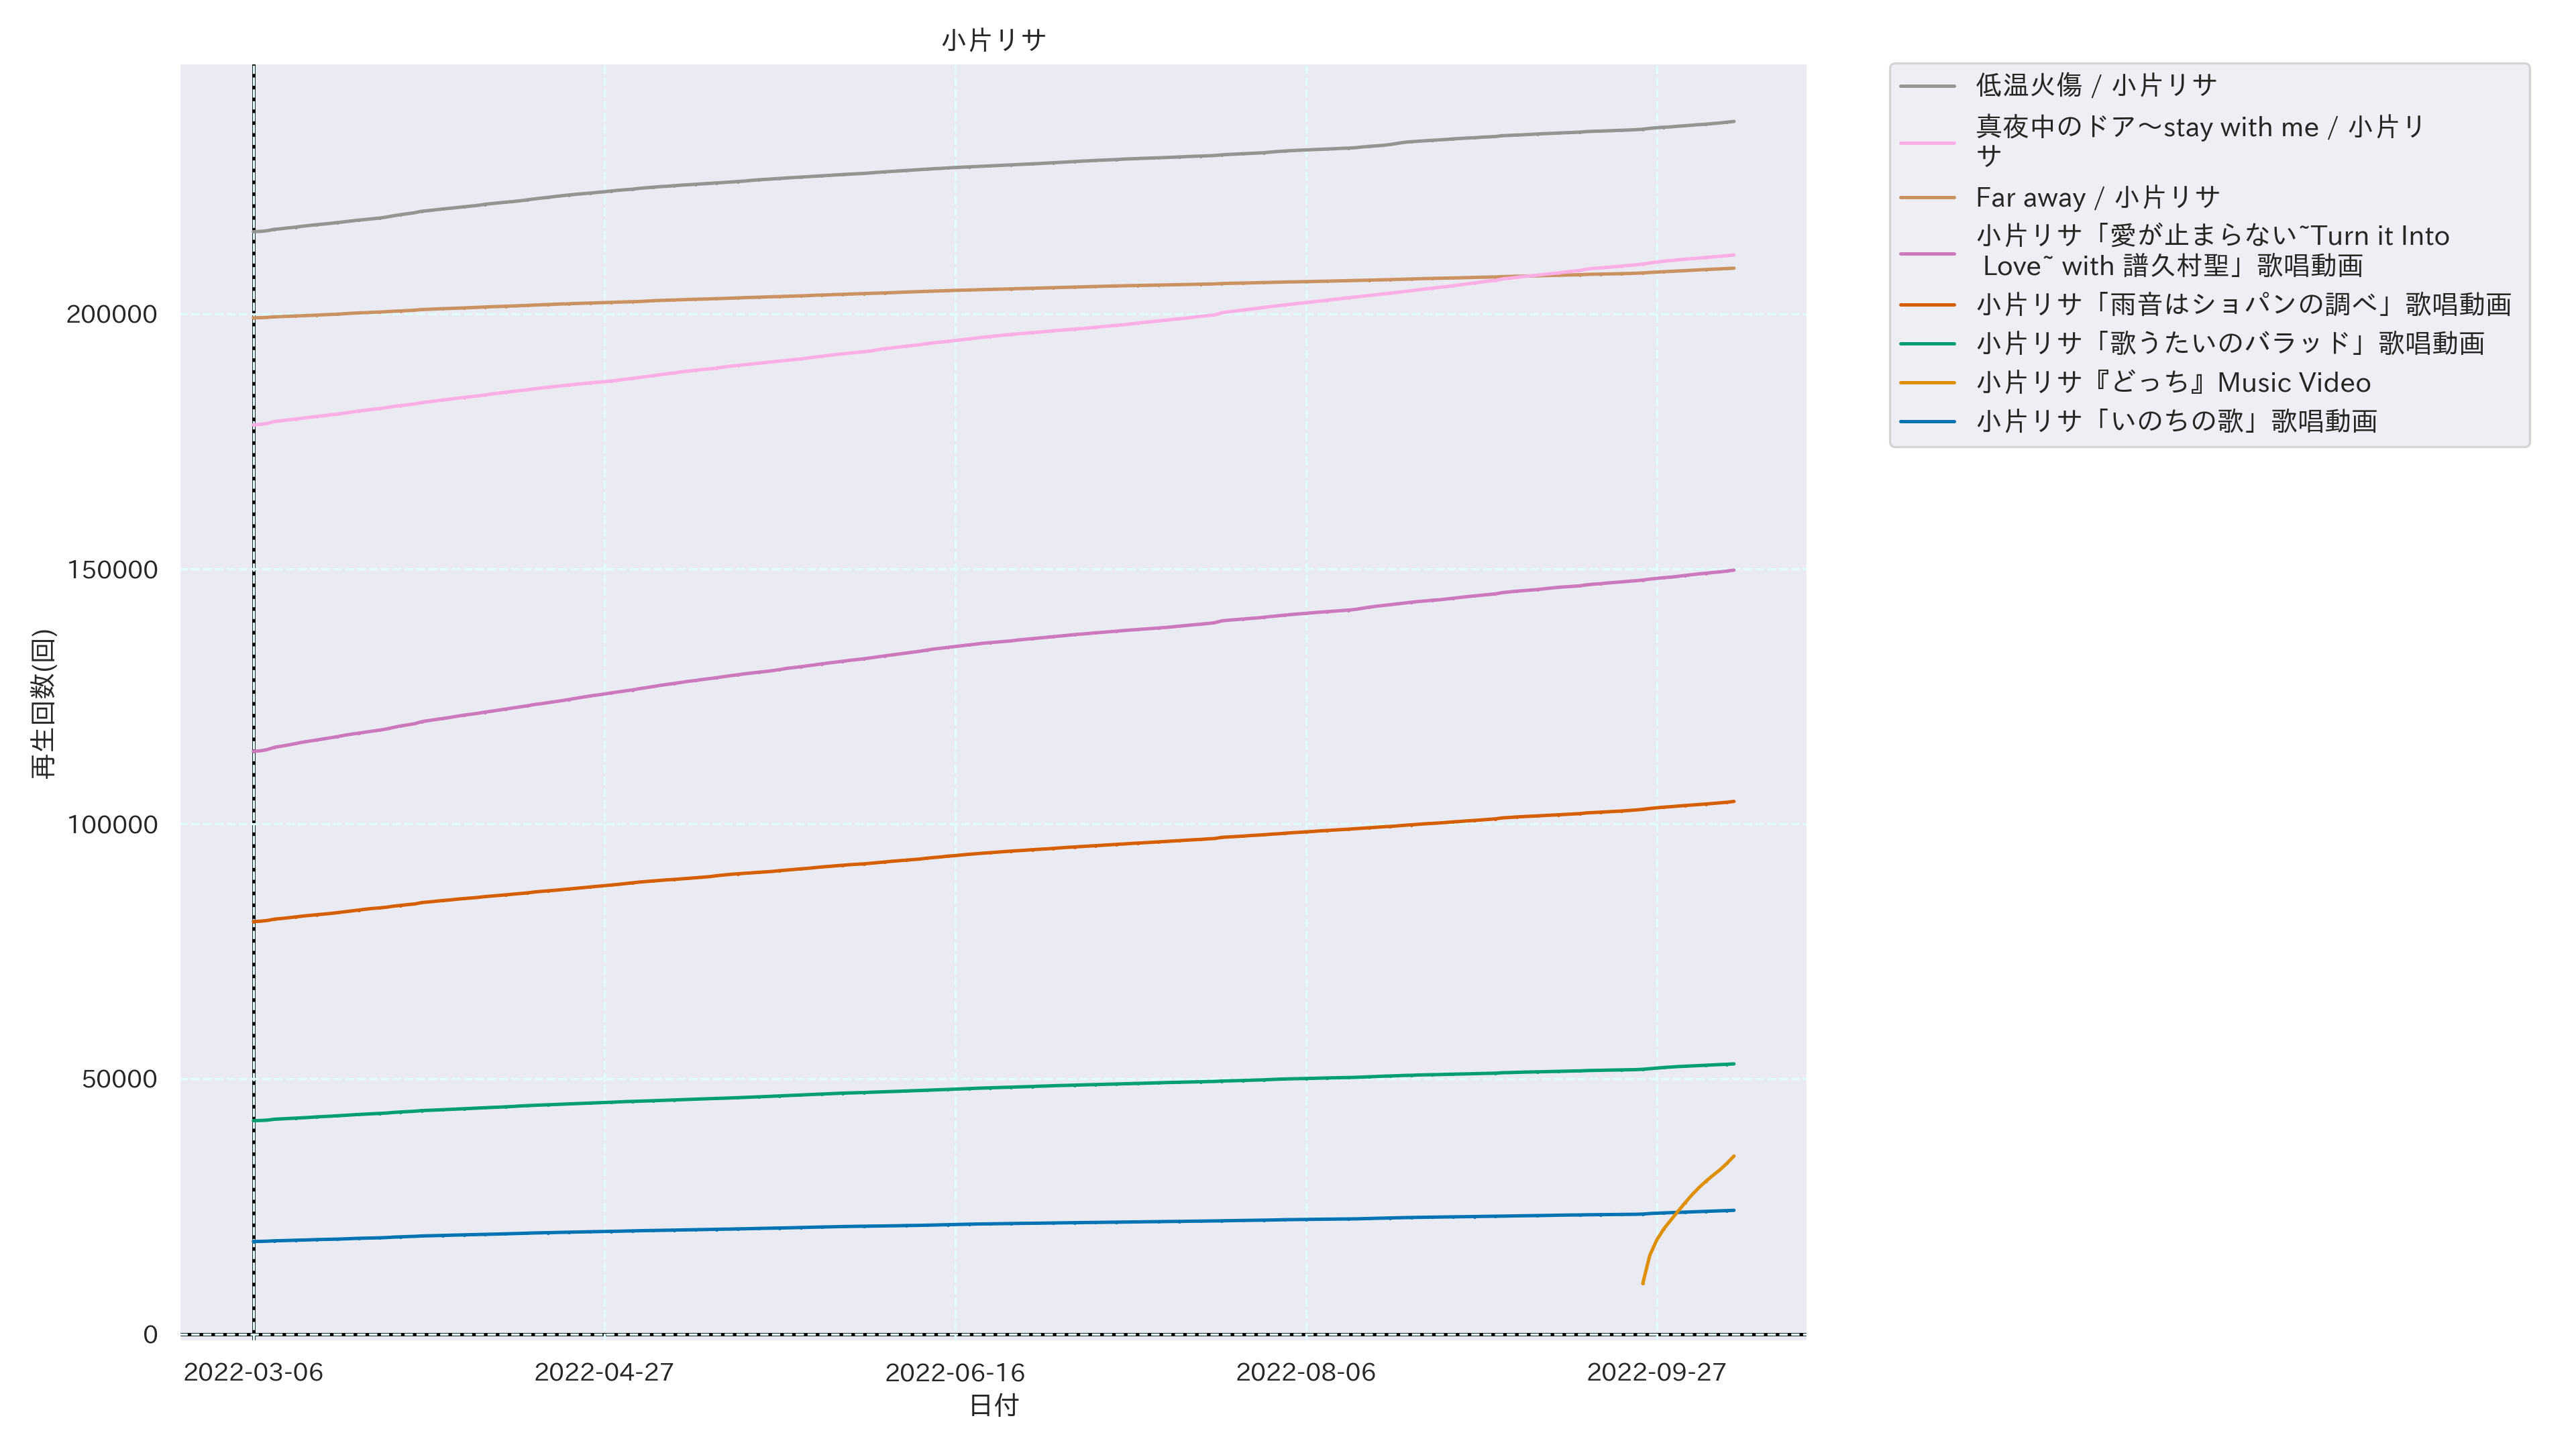 小片リサ
再生回数(回)
200000
150000
100000
50000
0
2022-03-06
2022-04-27
2022-06-16
2022-08-06
2022-09-27
日付
低温火傷 / 小片リサ
真夜中のドア〜stay with me / 小片リ
サ
Far away / 小片リサ
小片リサ「愛が止まらない~Turn it Into
Love~ with 譜久村聖」歌唱動画
小片リサ「雨音はショパンの調べ」歌唱動画
小片リサ「歌うたいのバラッド」歌唱動画
小片リサ『どっち』Music Video
小片リサ「いのちの歌」歌唱動画